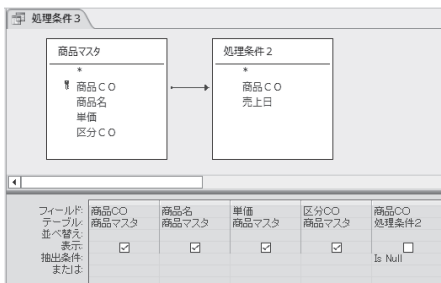 処理条件3
商品マスタ
*
商品CO
商品名
単価
区分CO
処理条件2
*
商品CO
売上日
フィールド: 商品CO 商品名 単価 区分CO 商品CO
テーブル: 商品マスタ 商品マスタ 商品マスタ 商品マスタ 処理条件2
並べ替え:
表示:
抽出条件: Is Null
または: